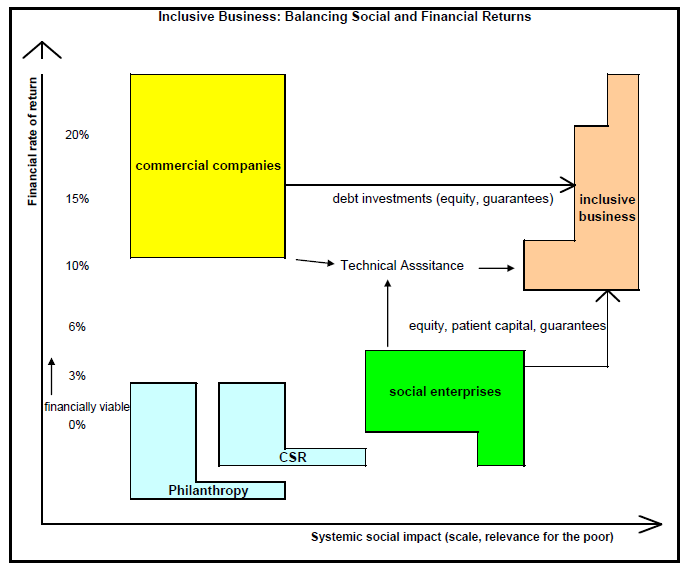 Inclusive Business: Balancing Social and Financial Returns
Financial rate of return
20%
commercial companies
15%
debt investments (equity, guarantees)
inclusive
business
10%
Technical Asssitance
6%
equity, patient capital, guarantees
3%
social enterprises
financially viable
0%
CSR
Philanthropy
Systemic social impact (scale, relevance for the poor)